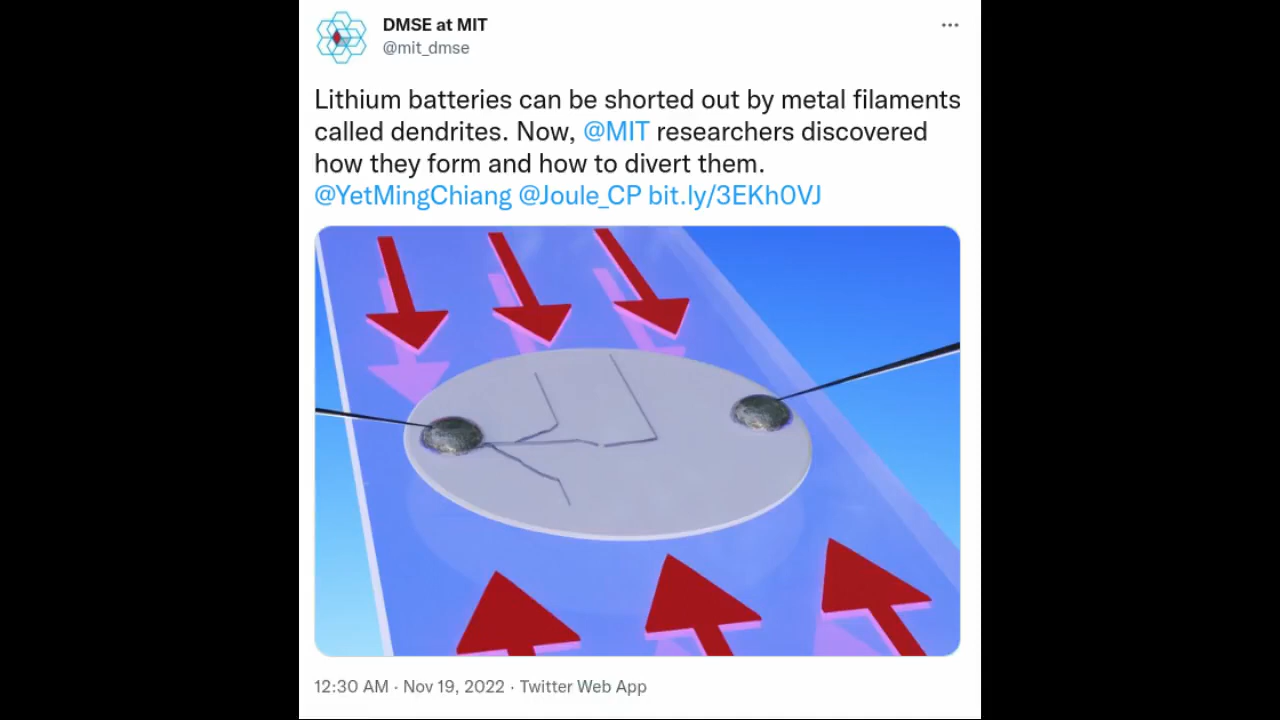 DMSE at MIT
@mit_dmse
Lithium batteries can be shorted out by metal filaments
called dendrites. Now, @MIT researchers discovered
how they form and how to divert them.
@YetMingChiang @Joule_CP bit.ly/3EKh0VJ
12:30 AM · Nov 19, 2022 · Twitter Web App